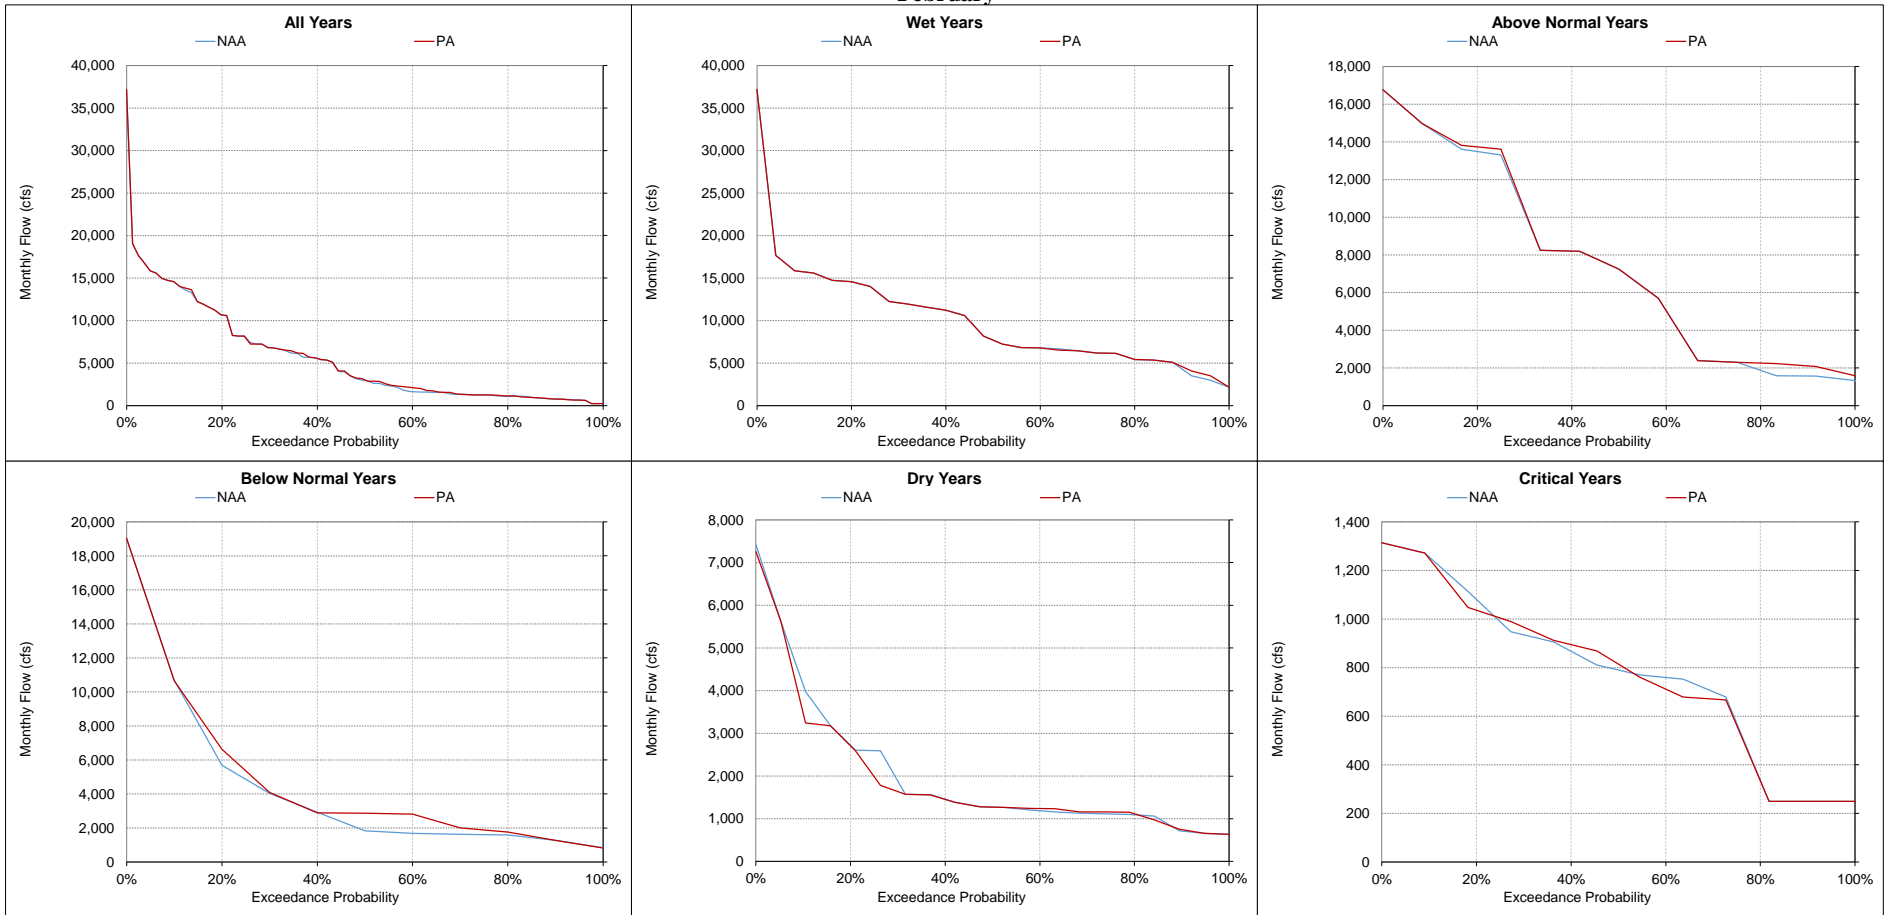 February
All Years
NAA PA
40,000
35,000
30,000
25,000
20,000
15,000
10,000
5,000
0
Monthly Flow (cfs)
0% 20% 40% 60% 80% 100%
Exceedance Probability
Wet Years
NAA PA
40,000
35,000
30,000
25,000
20,000
15,000
10,000
5,000
0
Monthly Flow (cfs)
0% 20% 40% 60% 80% 100%
Exceedance Probability
Above Normal Years
NAA PA
18,000
16,000
14,000
12,000
10,000
8,000
6,000
4,000
2,000
0
Monthly Flow (cfs)
0% 20% 40% 60% 80% 100%
Exceedance Probability
Below Normal Years
NAA PA
20,000
18,000
16,000
14,000
12,000
10,000
8,000
6,000
4,000
2,000
0
Monthly Flow (cfs)
0% 20% 40% 60% 80% 100%
Exceedance Probability
Dry Years
NAA PA
8,000
7,000
6,000
5,000
4,000
3,000
2,000
1,000
0
Monthly Flow (cfs)
0% 20% 40% 60% 80% 100%
Exceedance Probability
Critical Years
NAA PA
1,400
1,200
1,000
800
600
400
200
0
Monthly Flow (cfs)
0% 20% 40% 60% 80% 100%
Exceedance Probability